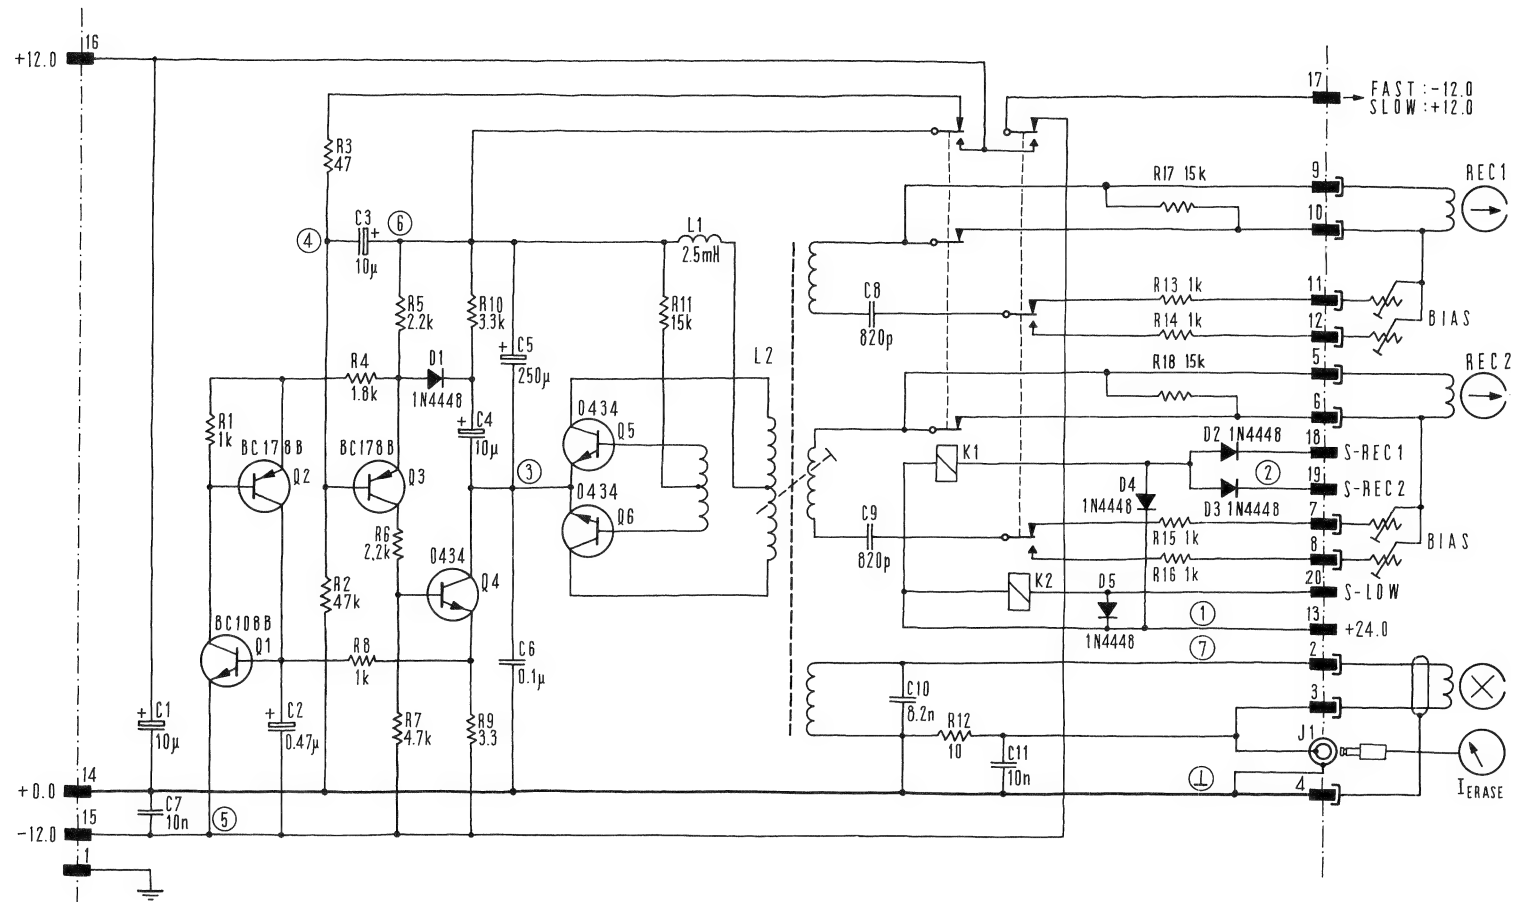 16
+12.0
17
FAST :-12.0
SLOW :+12.0
R3
47
R17 15k
9
REC1
10
4
C3
+
10µ
6
L1
2.5mH
R5
2.2k
R10
3.3k
R11
15k
C8
820p
R13 1k
11
R14 1k
12
BIAS
+
C5
250µ
L2
R4
1.8k
D1
1N4448
R18 15k
5
REC2
6
R1
1k
+
C4
10µ
0434
Q5
BC178B
Q2
BC178B
Q3
3
0434
Q6
K1
D2 1N4448
18
S-REC1
2
19
S-REC2
D4
1N4448
D3 1N4448
7
C9
820p
R15 1k
R16 1k
8
BIAS
R6
2,2k
0434
Q4
R2
47k
K2
D5
1N4448
20
S-LOW
1
13
+24.0
BC108B
Q1
R8
1k
C6
0.1µ
7
2
3
C10
8.2n
R12
10
J1
+
C1
10µ
+
C2
0.47µ
R7
4.7k
R9
3.3
C11
10n
14
+0.0
4
IERASE
C7
10n
5
15
-12.0
1